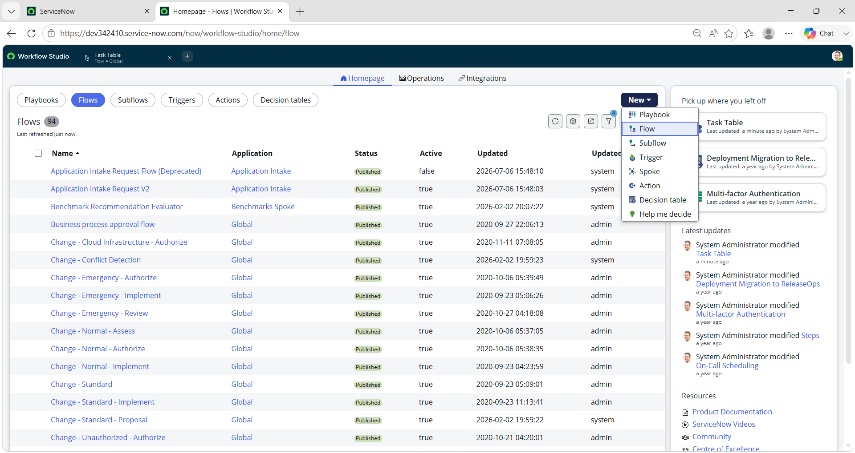 ServiceNow
Homepage - Flows | Workflow Stu
https://dev342410.service-now.com/now/workflow-studio/home/flow
Chat
Workflow Studio
Task Table
Flow • Global
Homepage
Operations
Integrations
Playbooks
Flows
Subflows
Triggers
Actions
Decision tables
New
Flows 94
Last refreshed just now.
Playbook
Flow
Subflow
Trigger
Spoke
Action
Decision table
Help me decide
Name Application Status Active Updated Updated
Application Intake Request Flow (Deprecated) Application Intake Published false 2026-07-06 15:48:10 system
Application Intake Request V2 Application Intake Published true 2026-07-06 15:48:03 system
Benchmark Recommendation Evaluator Benchmarks Spoke Published true 2026-02-02 20:07:22 system
Business process approval flow Global Published true 2020-09-27 22:06:13 admin
Change - Cloud Infrastructure - Authorize Global Published true 2020-11-11 07:08:05 admin
Change - Conflict Detection Global Published true 2026-02-02 19:59:23 system
Change - Emergency - Authorize Global Published true 2020-10-06 05:39:49 admin
Change - Emergency - Implement Global Published true 2020-09-23 05:06:26 admin
Change - Emergency - Review Global Published true 2020-10-27 04:18:08 admin
Change - Normal - Assess Global Published true 2020-10-06 05:37:05 admin
Change - Normal - Authorize Global Published true 2020-10-06 05:38:35 admin
Change - Normal - Implement Global Published true 2020-09-23 04:23:59 admin
Change - Standard Global Published true 2020-09-23 05:09:01 admin
Change - Standard - Implement Global Published true 2020-09-23 11:13:41 admin
Change - Standard - Proposal Global Published true 2026-02-02 19:59:22 system
Change - Unauthorized - Authorize Global Published true 2020-10-21 04:20:01 admin
Pick up where you left off
Task Table
Last updated: a minute ago by System Adm...
Deployment Migration to Rele...
Last updated: a year ago by System Admini...
Multi-factor Authentication
Last updated: a year ago by System Admini...
Latest updates
System Administrator modified
Task Table
a minute ago
System Administrator modified
Deployment Migration to ReleaseOps
a year ago
System Administrator modified
Multi-factor Authentication
a year ago
System Administrator modified Steps
a year ago
System Administrator modified
On-Call Scheduling
a year ago
Resources
Product Documentation
ServiceNow Videos
Community
Centre of Excellence